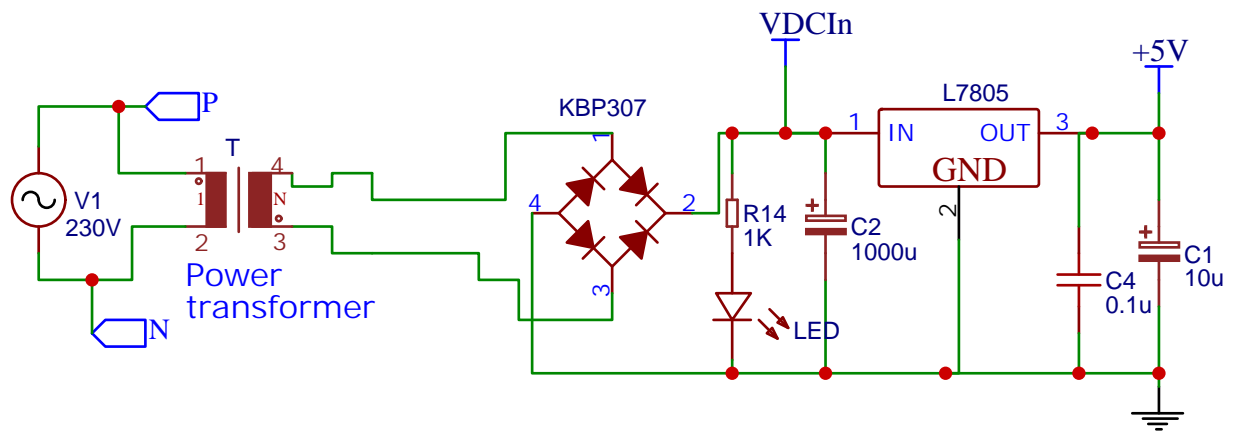 VDCIn
+5V
KBP307
L7805
P
T
1
4
1
1
IN
OUT
3
GND
V1
230V
1
N
4
2
2
R14
1K
C2
1000u
2
3
C1
10u
Power
transformer
3
C4
0.1u
N
LED